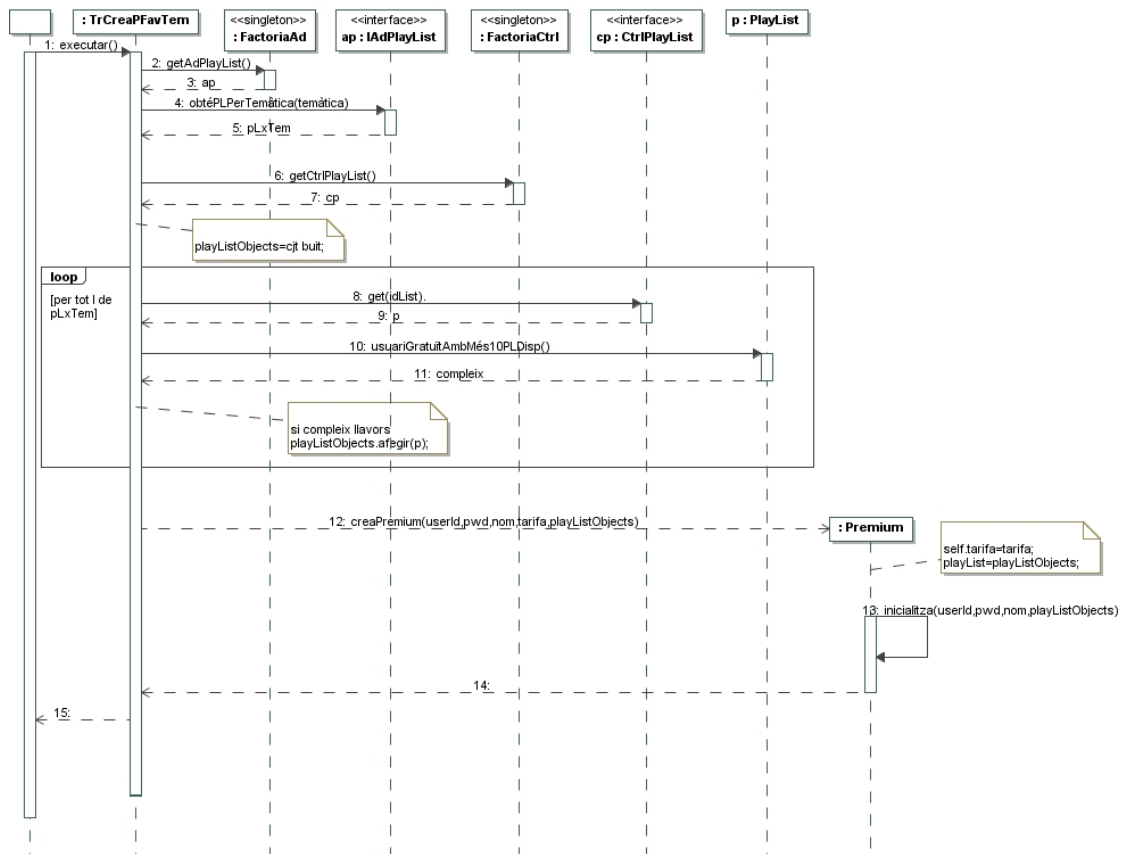 : TrCreaPFavTem
<<singleton>>
: FactoriaAd
<<interface>>
ap : IAdPlayList
<<singleton>>
: FactoriaCtrl
<<interface>>
cp : CtrlPlayList
p : PlayList
1: executar()
2: getAdPlayList()
3: ap
4: obtéPLPerTemàtica(temàtica)
5: pLxTem
6: getCtrlPlayList()
7: cp
playListObjects=cjt buit;
loop
[per tot l de
pLxTem]
8: get(idList).
9: p
10: usuariGratuïtAmbMés10PLDisp()
11: compleix
si compleix llavors
playListObjects.afegir(p);
12: creaPremium(userId,pwd,nom,tarifa,playListObjects)
: Premium
self.tarifa=tarifa;
playList=playListObjects;
13: inicialitza(userId,pwd,nom,playListObjects)
14:
15: